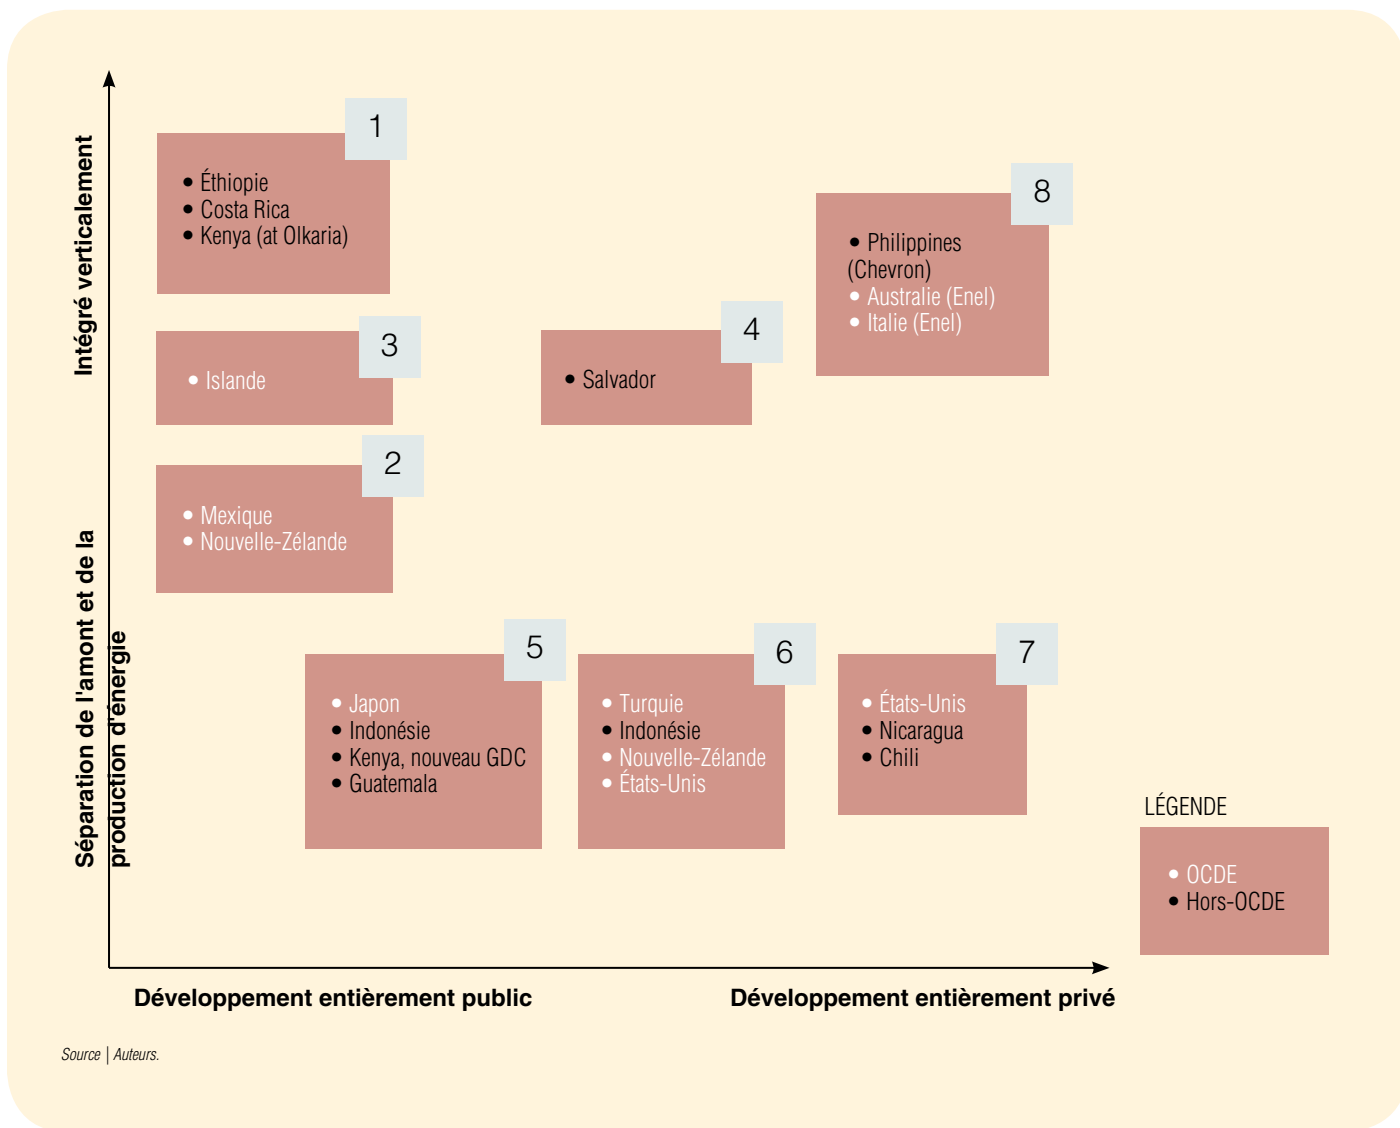 Intégré verticalement
Séparation de l'amont et de la
production d'énergie
1
• Éthiopie
• Costa Rica
• Kenya (at Olkaria)
8
• Philippines
(Chevron)
• Australie (Enel)
• Italie (Enel)
3
• Islande
4
• Salvador
2
• Mexique
• Nouvelle-Zélande
5
• Japon
• Indonésie
• Kenya, nouveau GDC
• Guatemala
6
• Turquie
• Indonésie
• Nouvelle-Zélande
• États-Unis
7
• États-Unis
• Nicaragua
• Chili
LÉGENDE
• OCDE
• Hors-OCDE
Développement entièrement public
Développement entièrement privé
Source | Auteurs.